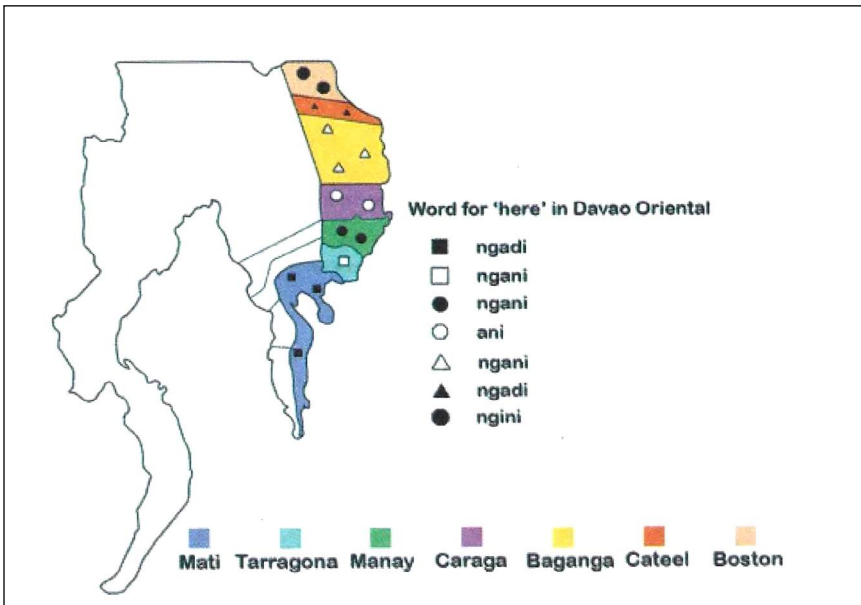 Word for 'here' in Davao Oriental
ngadi
ngani
ngani
ani
ngani
ngadi
ngini
Mati Tarragona Manay Caraga Baganga Cateel Boston